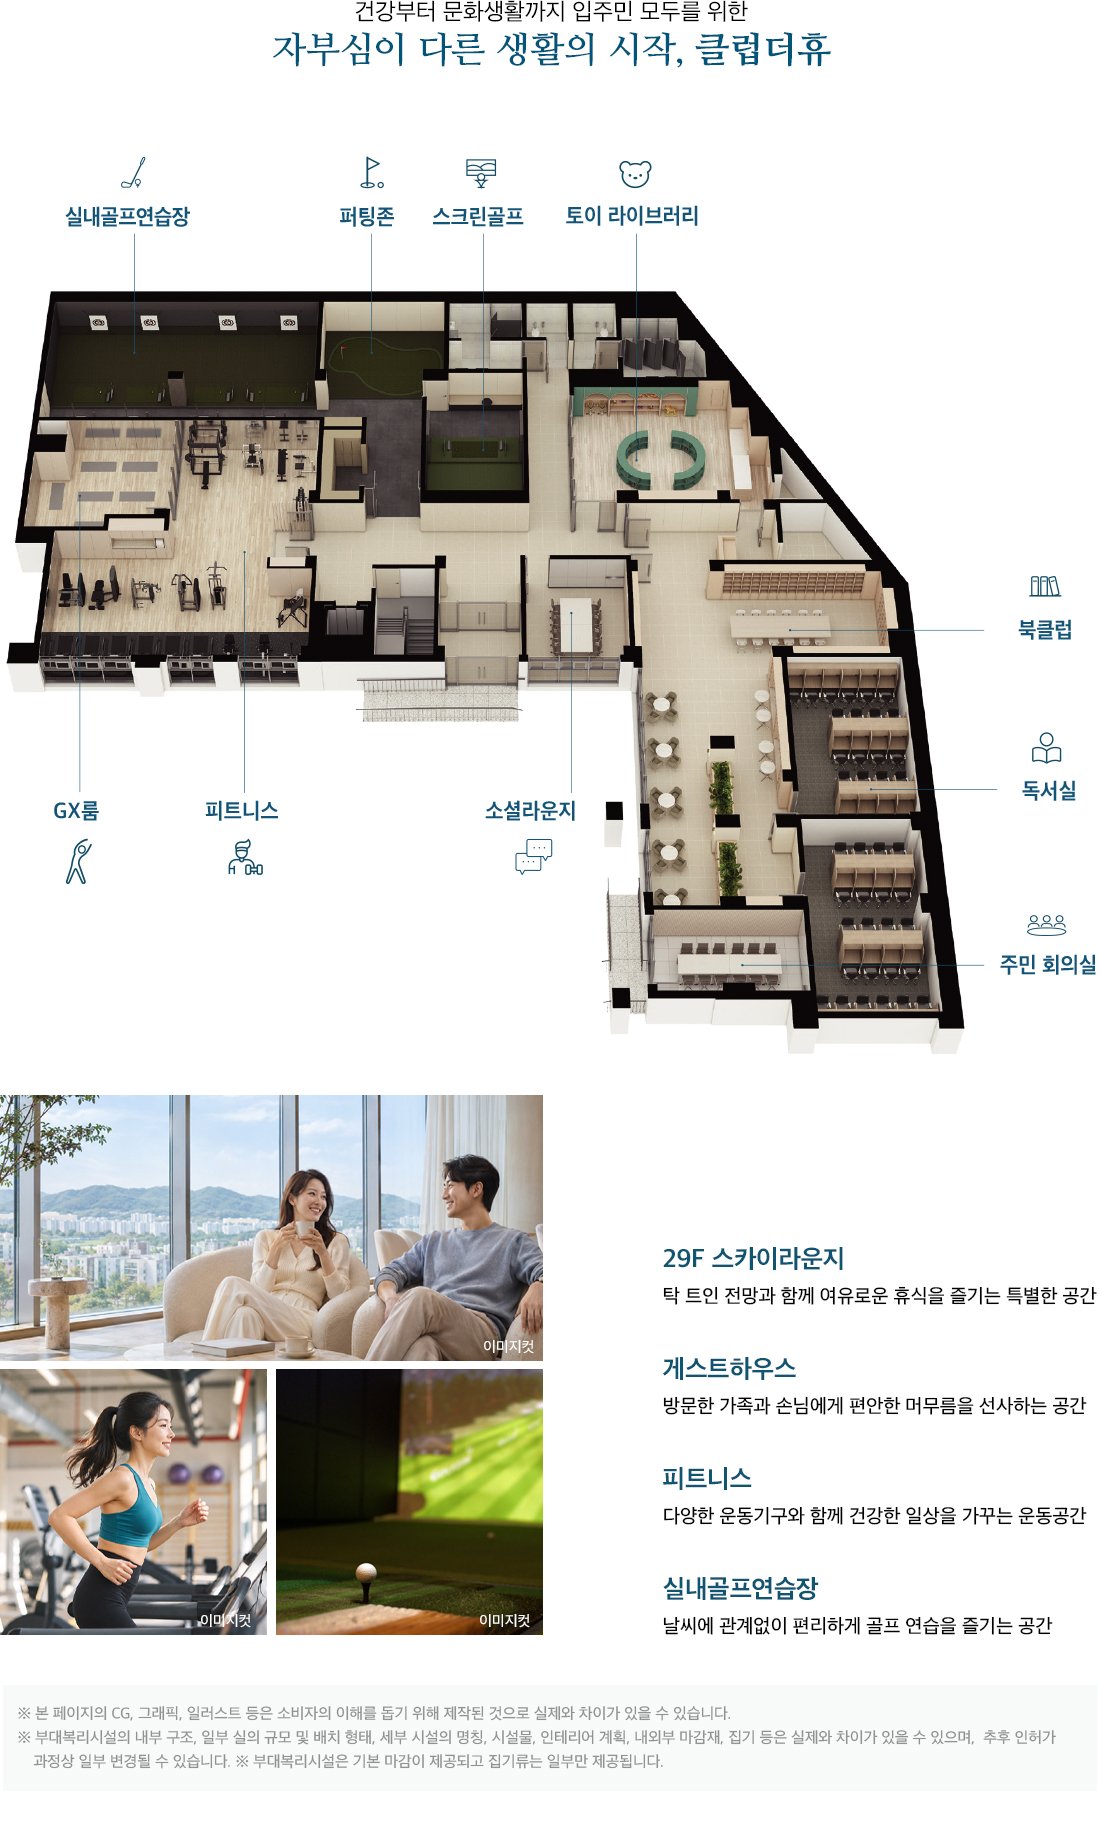 건강부터 문화생활까지 입주민 모두를 위한
자부심이 다른 생활의 시작, 클럽더휴
실내골프연습장
퍼팅존
스크린골프
토이 라이브러리
북클럽
독서실
GX룸
피트니스
소셜라운지
주민 회의실
이미지컷
29F 스카이라운지
탁 트인 전망과 함께 여유로운 휴식을 즐기는 특별한 공간
게스트하우스
방문한 가족과 손님에게 편안한 머무름을 선사하는 공간
피트니스
다양한 운동기구와 함께 건강한 일상을 가꾸는 운동공간
이미지컷
이미지컷
실내골프연습장
날씨에 관계없이 편리하게 골프 연습을 즐기는 공간
※ 본 페이지의 CG, 그래픽, 일러스트 등은 소비자의 이해를 돕기 위해 제작된 것으로 실제와 차이가 있을 수 있습니다.
※ 부대복리시설의 내부 구조, 일부 실의 규모 및 배치 형태, 세부 시설의 명칭, 시설물, 인테리어 계획, 내외부 마감재, 집기 등은 실제와 차이가 있을 수 있으며, 추후 인허가
과정상 일부 변경될 수 있습니다. ※ 부대복리시설은 기본 마감이 제공되고 집기류는 일부만 제공됩니다.